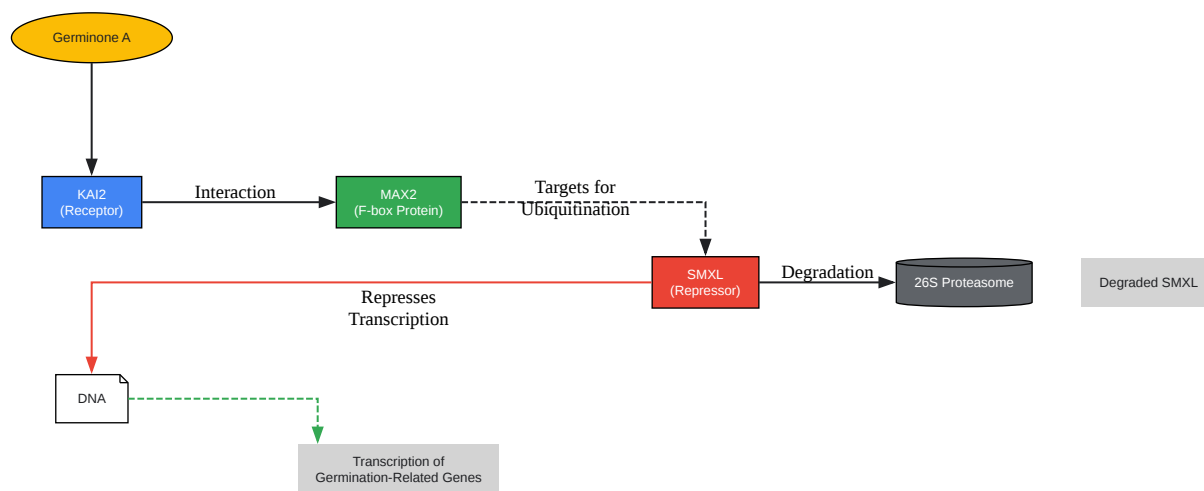 Germinone A
KAI2
(Receptor)
Interaction
MAX2
(F-box Protein)
Targets for
Ubiquitination
SMXL
(Repressor)
Degradation
26S Proteasome
Degraded SMXL
Represses
Transcription
DNA
Transcription of
Germination-Related Genes